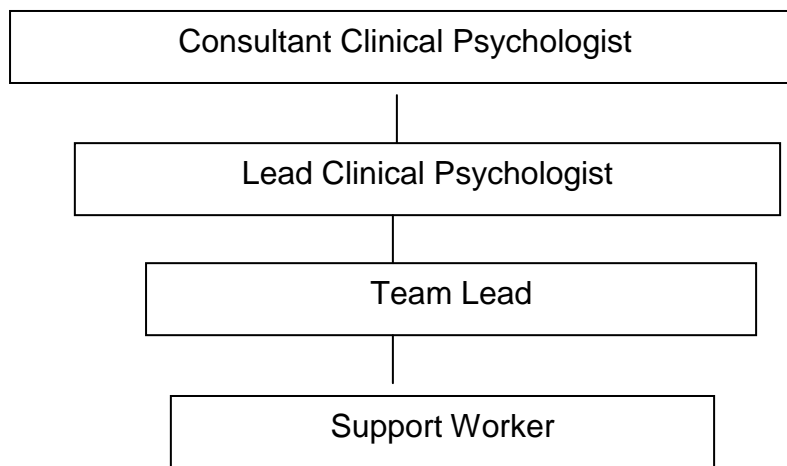 Consultant Clinical Psychologist
Lead Clinical Psychologist
Team Lead
Support Worker